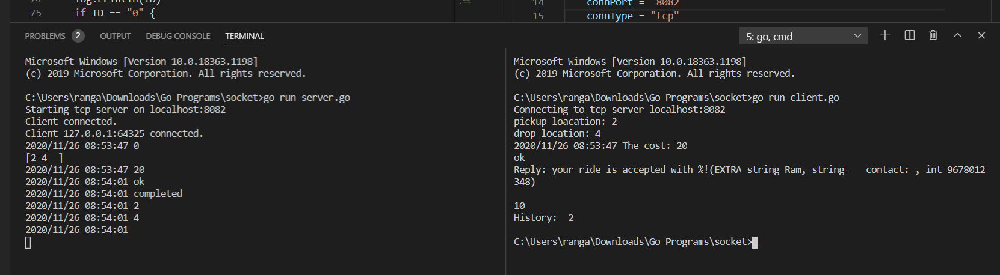 75 if ID == "0" {
14 connPort = "8082
15 connType = "tcp"
PROBLEMS 2 OUTPUT DEBUG CONSOLE TERMINAL
5: go, cmd
Microsoft Windows [Version 10.0.18363.1198]
(c) 2019 Microsoft Corporation. All rights reserved.
C:\Users\ranga\Downloads\Go Programs\socket>go run server.go
Starting tcp server on localhost:8082
Client connected.
Client 127.0.0.1:64325 connected.
2020/11/26 08:53:47 0
[2 4  ]
2020/11/26 08:53:47 20
2020/11/26 08:54:01 ok
2020/11/26 08:54:01 completed
2020/11/26 08:54:01 2
2020/11/26 08:54:01 4
2020/11/26 08:54:01
Microsoft Windows [Version 10.0.18363.1198]
(c) 2019 Microsoft Corporation. All rights reserved.
C:\Users\ranga\Downloads\Go Programs\socket>go run client.go
Connecting to tcp server localhost:8082
pickup loacation: 2
drop location: 4
2020/11/26 08:53:47 The cost: 20
ok
Reply: your ride is accepted with %!(EXTRA string=Ram, string=   contact: , int=9678012
348)
10
History:  2
C:\Users\ranga\Downloads\Go Programs\socket>